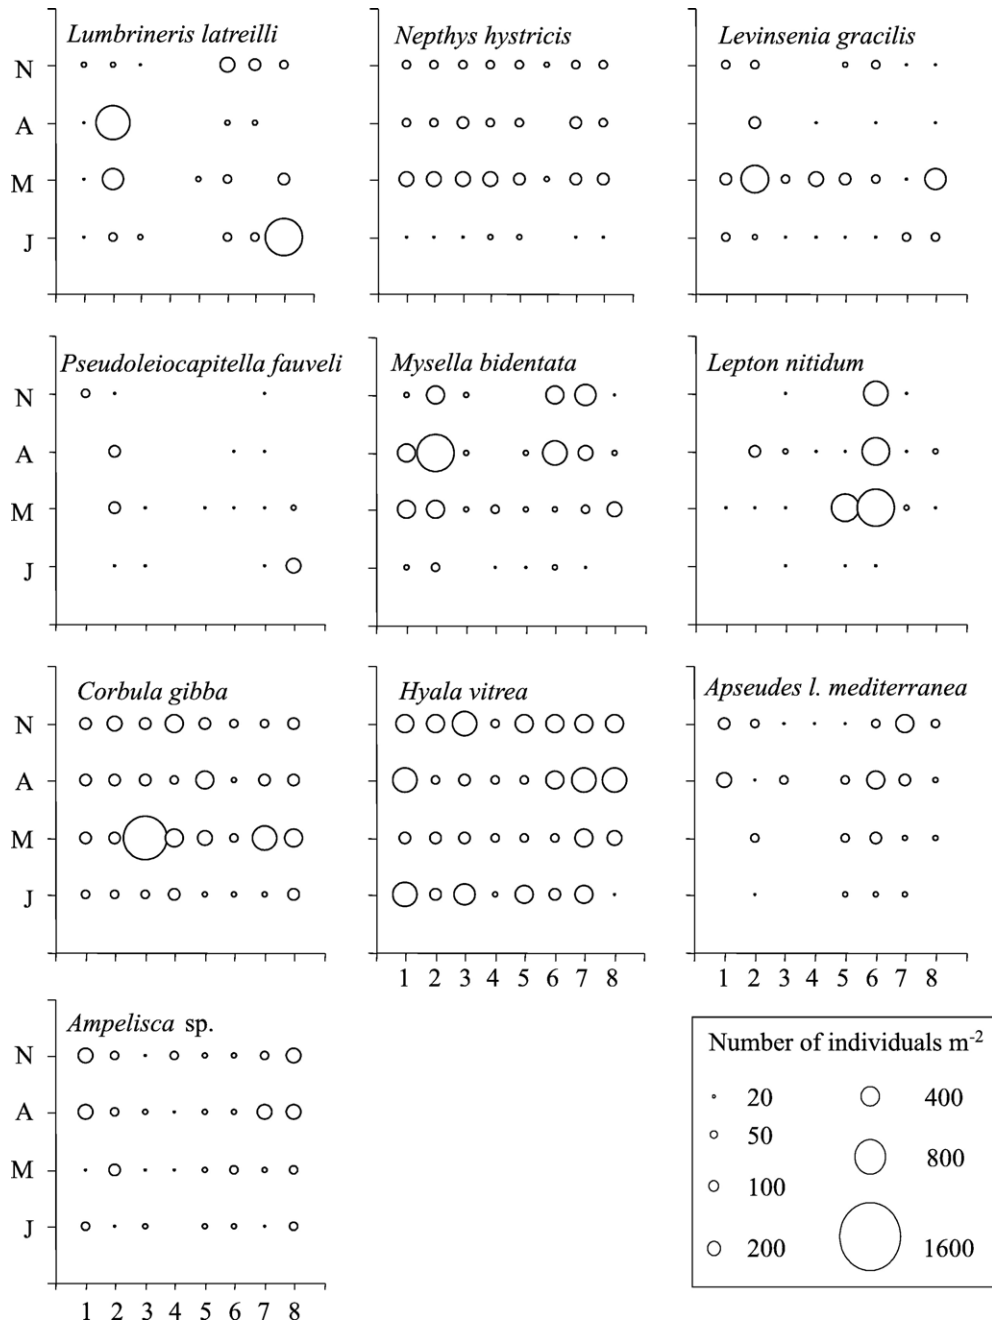 Lumbrineris latreilli
Nepthys hystricis
Levinsenia gracilis
N
A
M
J
Pseudoleiocapitella fauveli
Mysella bidentata
Lepton nitidum
N
A
M
J
Corbula gibba
Hyala vitrea
Apseudes l. mediterranea
N
A
M
J
1 2 3 4 5 6 7 8
1 2 3 4 5 6 7 8
Ampelisca sp.
N
A
M
J
1 2 3 4 5 6 7 8
Number of individuals m-2
20 400
50
800
100
200 1600